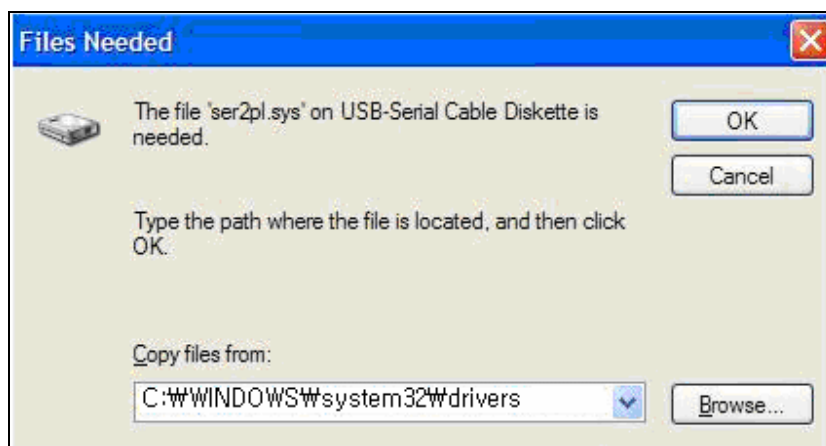 Files Needed
The file 'ser2pl.sys' on USB-Serial Cable Diskette is
needed.
OK
Cancel
Type the path where the file is located, and then click
OK.
Copy files from:
C:₩WINDOWS₩system32₩drivers
Browse...